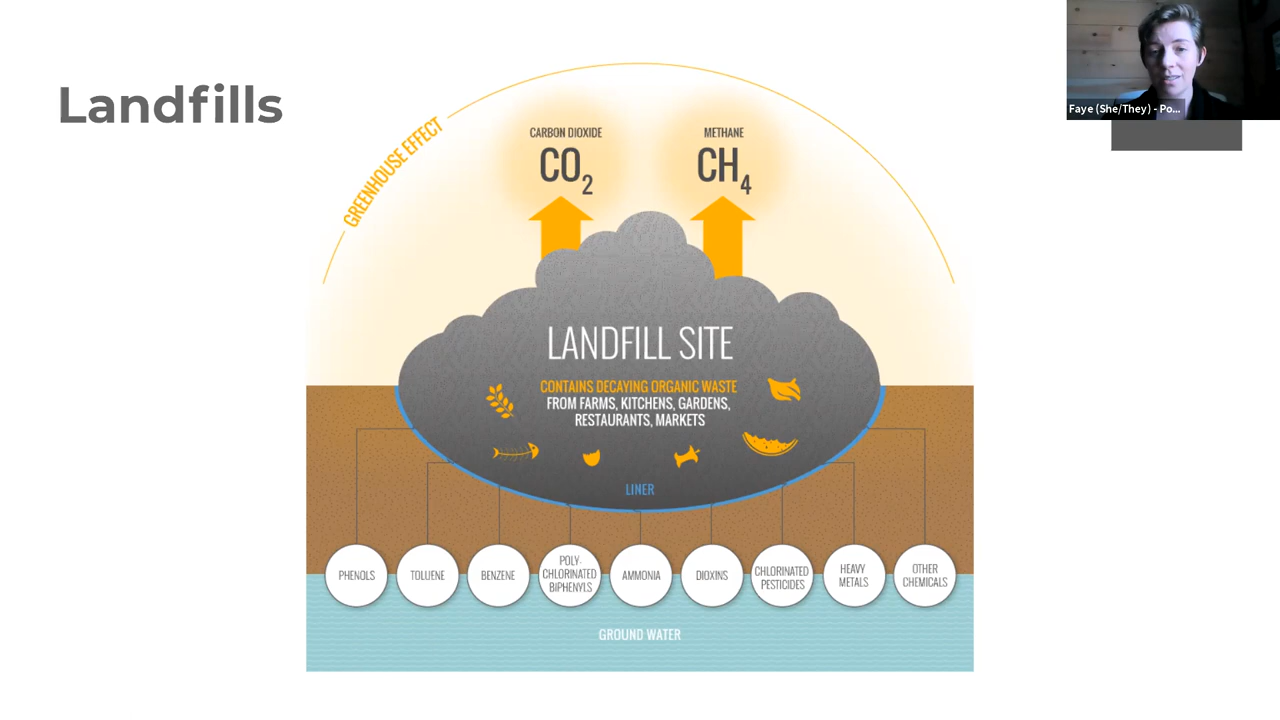 Landfills
Faye (She/They) - Po...
GREENHOUSE EFFECT
CARBON DIOXIDE
CO2
METHANE
CH4
LANDFILL SITE
CONTAINS DECAYING ORGANIC WASTE
FROM FARMS, KITCHENS, GARDENS,
RESTAURANTS, MARKETS
LINER
PHENOLS
TOLUENE
BENZENE
POLY-
CHLORINATED
BIPHENYLS
AMMONIA
DIOXINS
CHLORINATED
PESTICIDES
HEAVY
METALS
OTHER
CHEMICALS
GROUND WATER